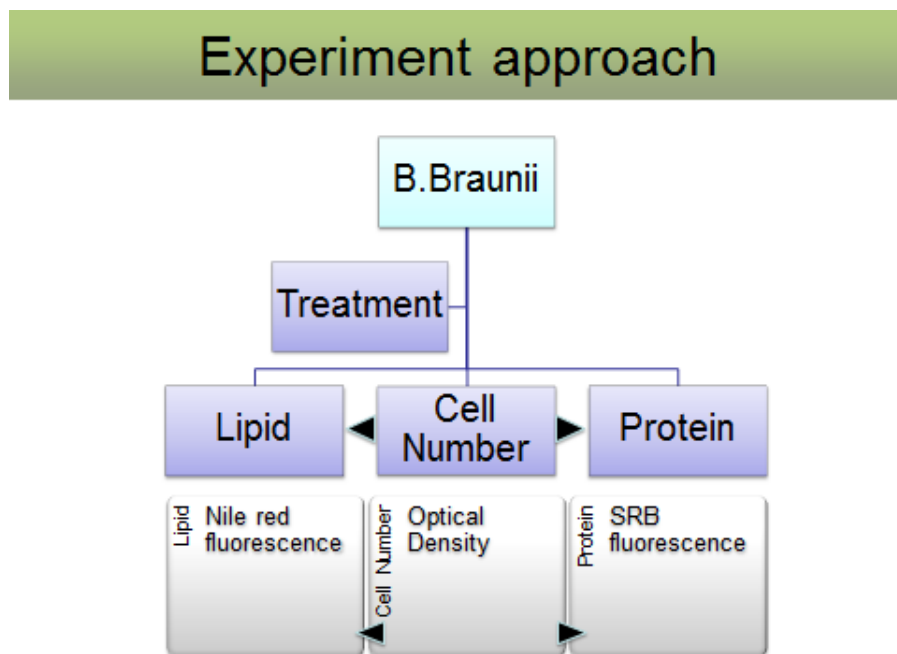 Experiment approach
B.Braunii
Treatment
Lipid
Cell
Number
Protein
Lipid
Nile red
fluorescence
Cell Number
Optical
Density
Protein
SRB
fluorescence